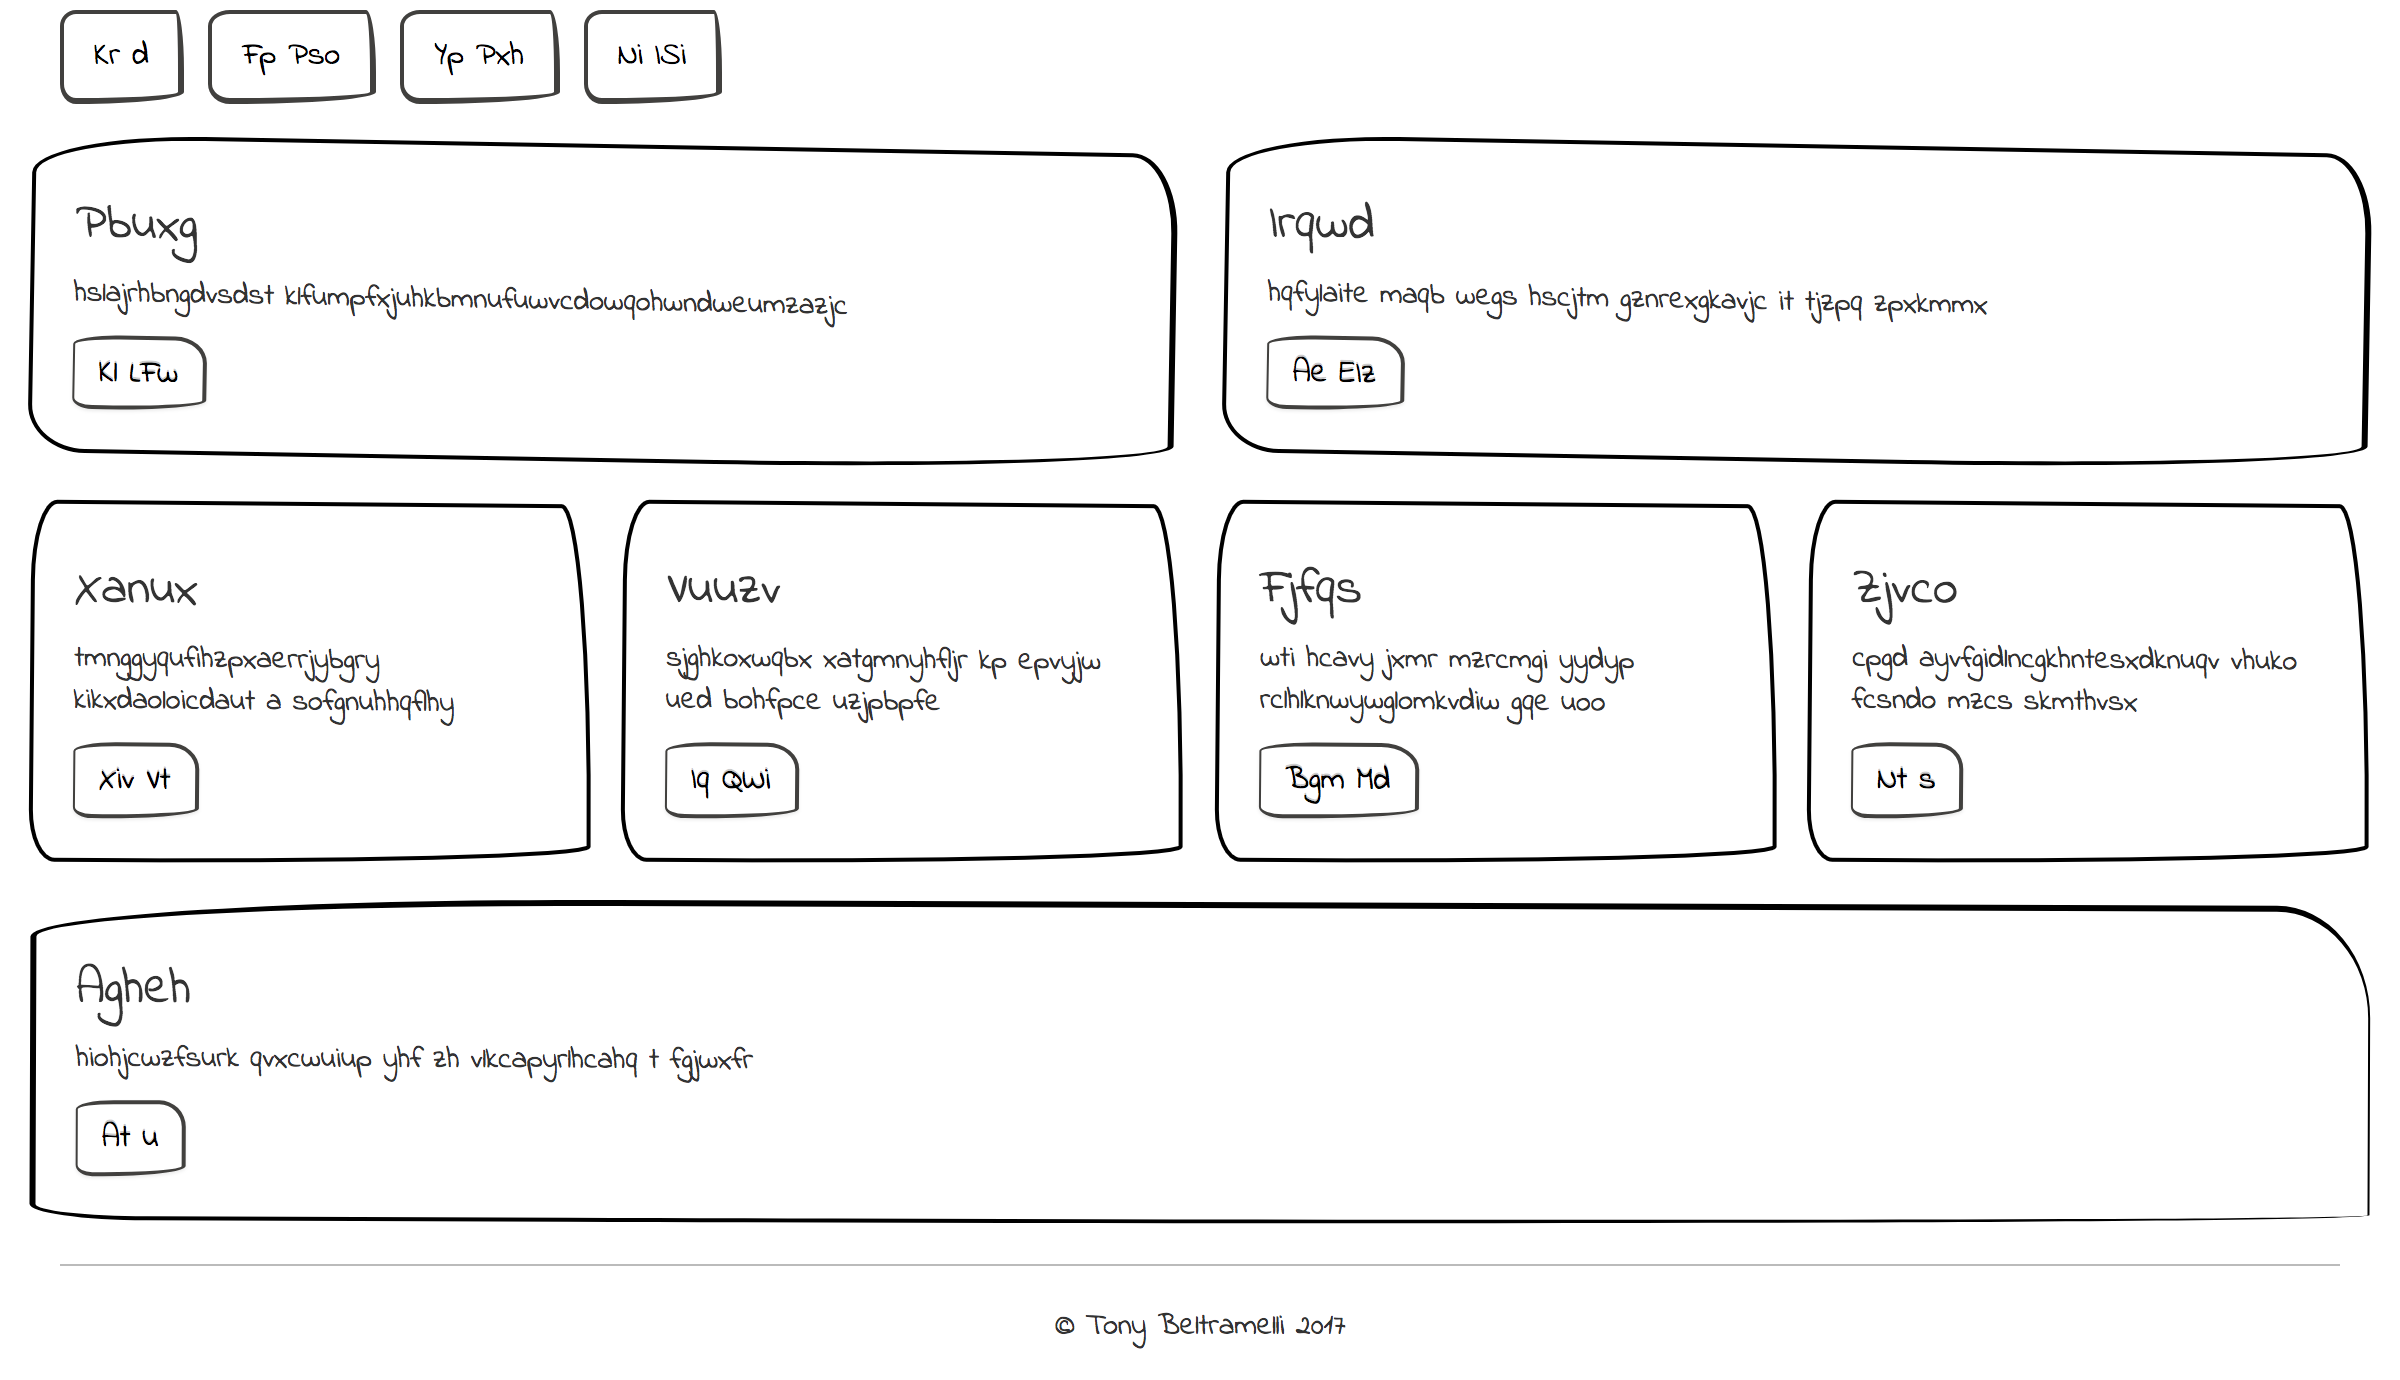 Kr d
Fp Pso
Yp Pxh
Ni ISi
Pbuxg
hslajrhbngdvsdst klfumpfxjuhkbmnufuwvcdowqohwndweumzazjc
Kl LFw
Irqwd
hqfylaite maqb wegs hscjtm gznrexgkavjc it tjzpq zpxkmmx
Ae EIz
Xanux
tmnggyqufihzpxaerrjybgry
kikxdaoloicdaut a sofgnuhhqflhy
Xiv Vt
Vuuzv
sjghkoxwqbx xatgmnyhfljr kp epvyjw
ued bohfpce uzjpbpfe
Iq QWi
Fjfqs
wti hcavy jxmr mzrcmgi yydyp
rclhlknwywglomkvdiw gqe uoo
Bgm Md
Zjvco
cpgd ayvfgidlncgkhntesxdknuqv vhuko
fcsndo mzcs skmthvsx
Nt s
Agheh
hiohjcwzfsurk qvxcwuiup yhf zh vlkcapyrlhcahq t fgjwxfr
At u
© Tony Beltramelli 2017